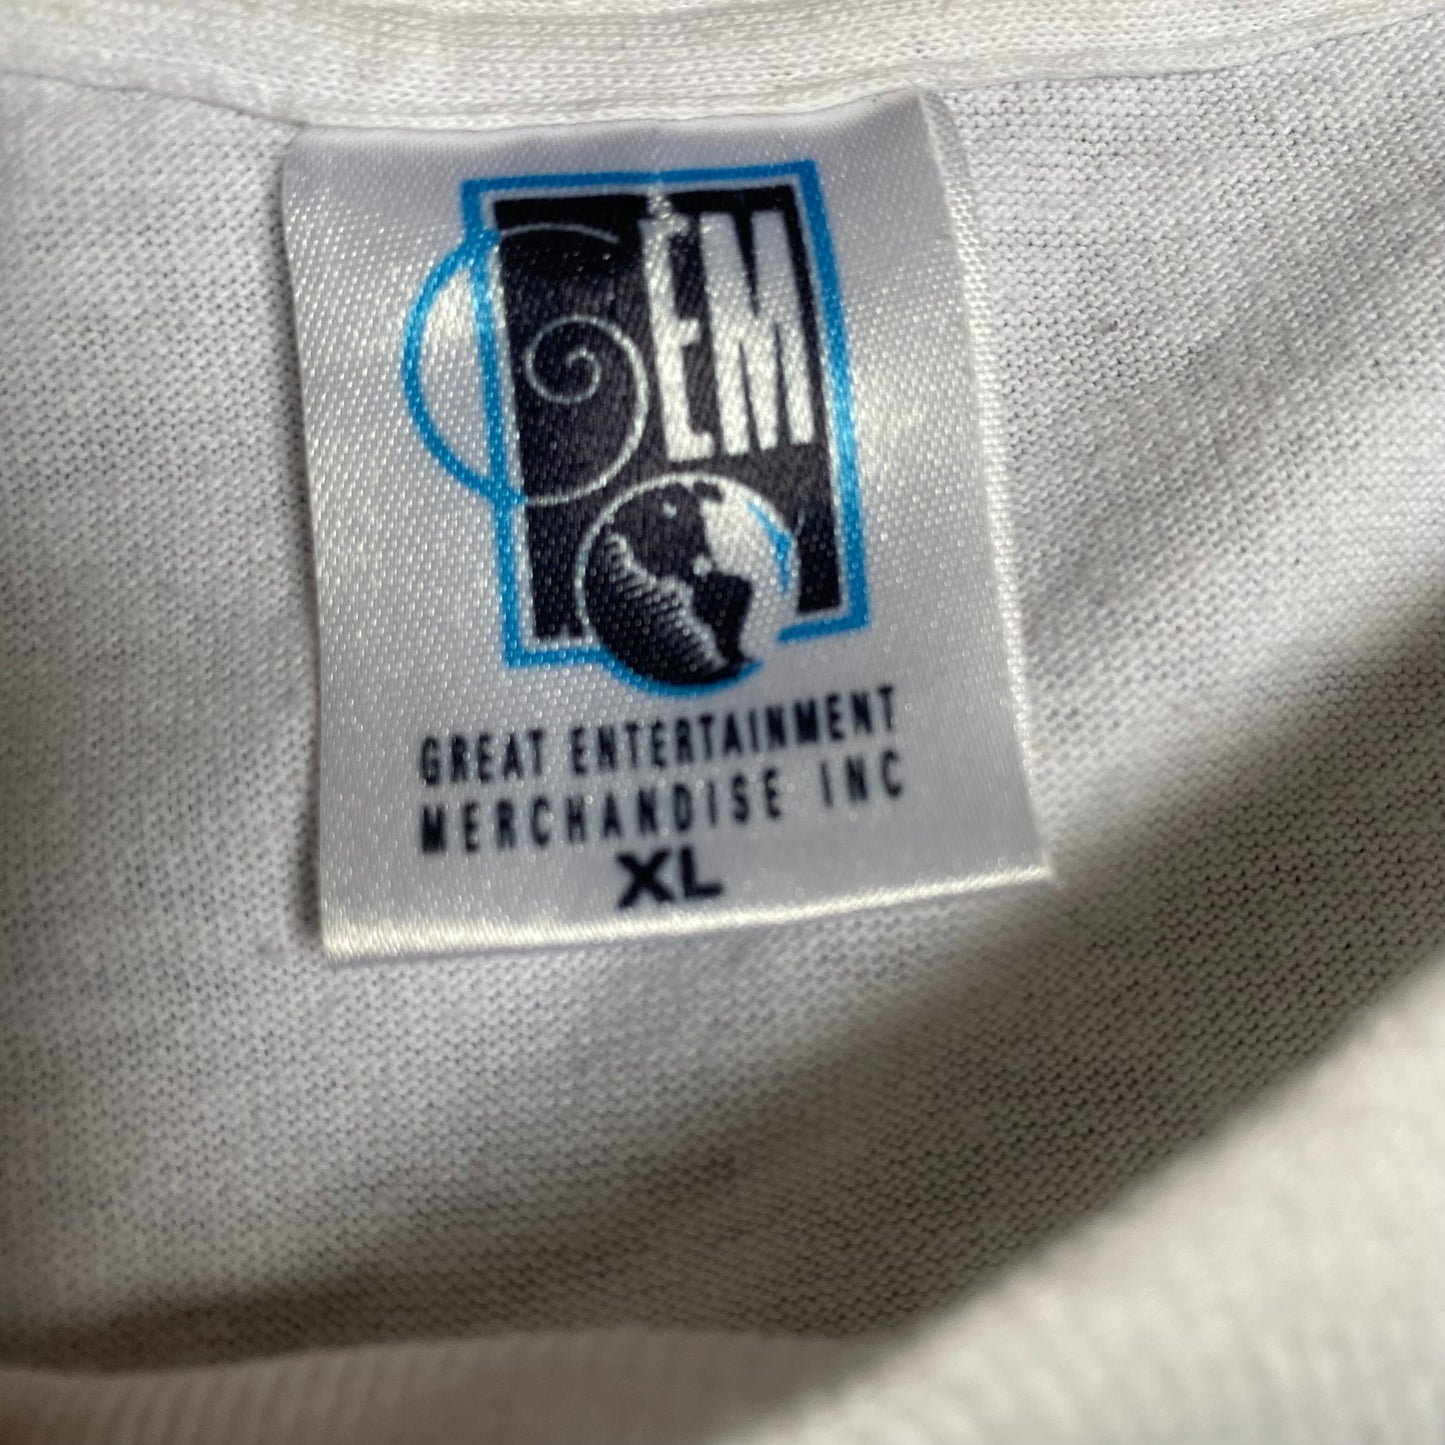 GEM
GREAT ENTERTAINMENT
MERCHANDISE INC
XL